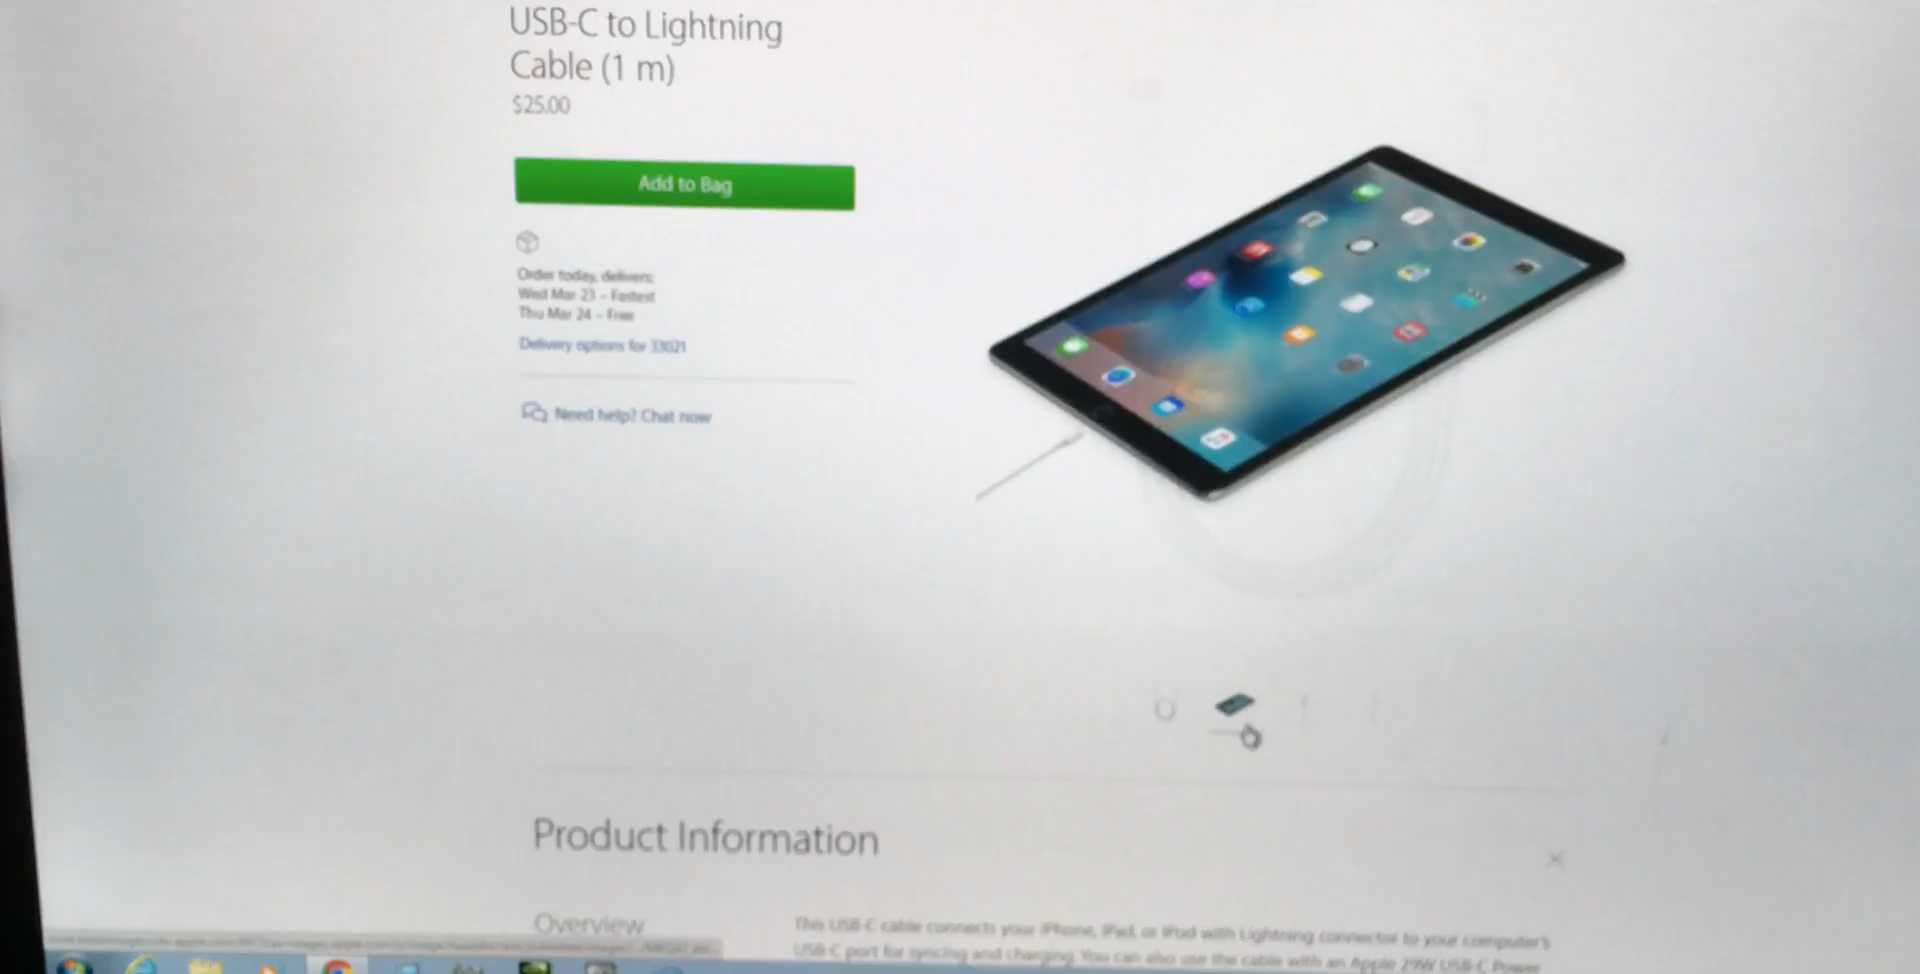 USB-C to Lightning
Cable (1 m)
$25.00
Add to Bag
Order today, delivers:
Wed Mar 23 – Fastest
Thu Mar 24 – Free
Delivery options for 33021
Need help? Chat now
Product Information
Overview
This USB-C cable connects your iPhone, iPad, or iPod with Lightning connector to your computer's
USB-C port for syncing and charging. You can also use the cable with an Apple 29W USB-C Power